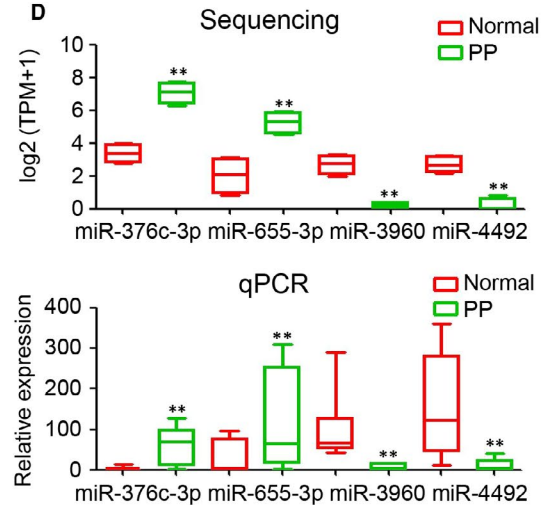 D
Sequencing
Normal
PP
log2 (TPM+1)
10
8
6
4
2
0
**
**
**
**
miR-376c-3p miR-655-3p miR-3960 miR-4492
qPCR
Normal
PP
Relative expression
400
300
200
100
0
**
**
**
**
miR-376c-3p miR-655-3p miR-3960 miR-4492